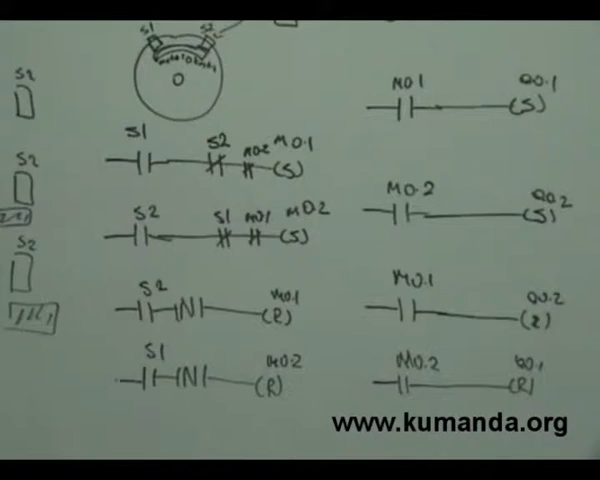 S1 S2
S2
S1 S2 M0.2 M0.1
(S)
M0.1 Q0.1
(S)
S2
S2 S1 M0.1 M0.2
(S)
M0.2 Q0.2
(S)
S2
S2 N M0.1
(R)
M0.1 Q0.2
(R)
S1 N M0.2
(R)
M0.2 Q0.1
(R)
www.kumanda.org